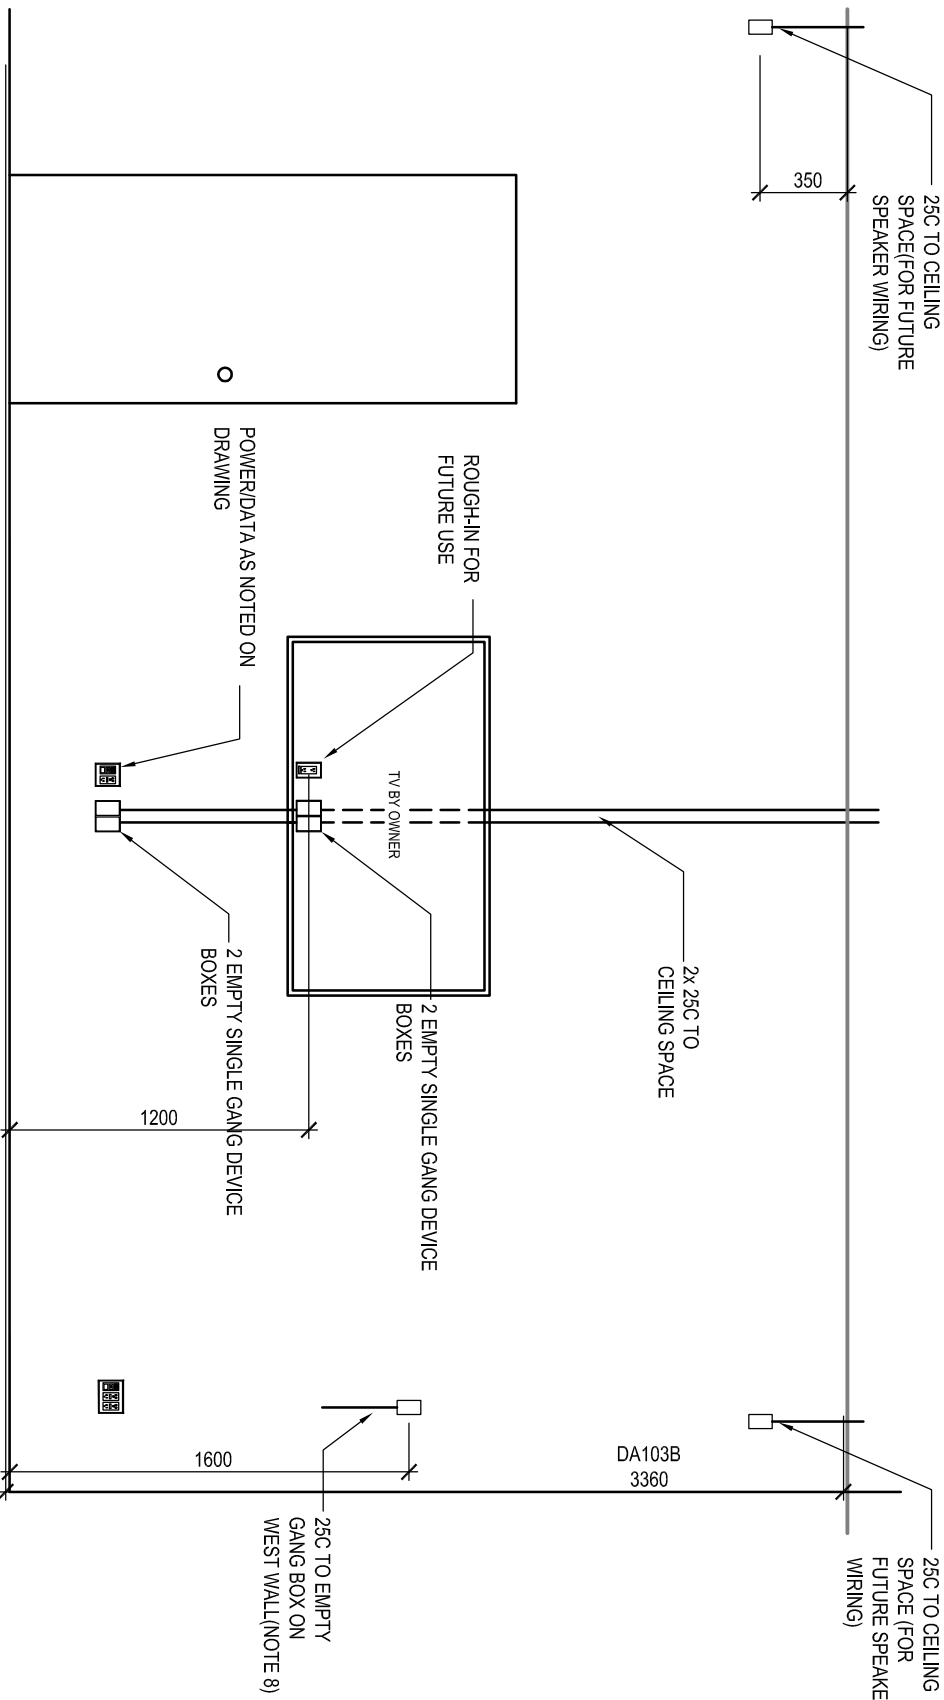 25C TO CEILING
SPACE(FOR FUTURE
SPEAKER WIRING)
350
POWER/DATA AS NOTED ON
DRAWING
ROUGH-IN FOR
FUTURE USE
TV BY OWNER
2x 25C TO
CEILING SPACE
2 EMPTY SINGLE GANG DEVICE
BOXES
2 EMPTY SINGLE GANG DEVICE
BOXES
1200
1600
DA103B
3360
25C TO EMPTY
GANG BOX ON
WEST WALL(NOTE 8)
25C TO CEILING
SPACE (FOR
FUTURE SPEAKE
WIRING)